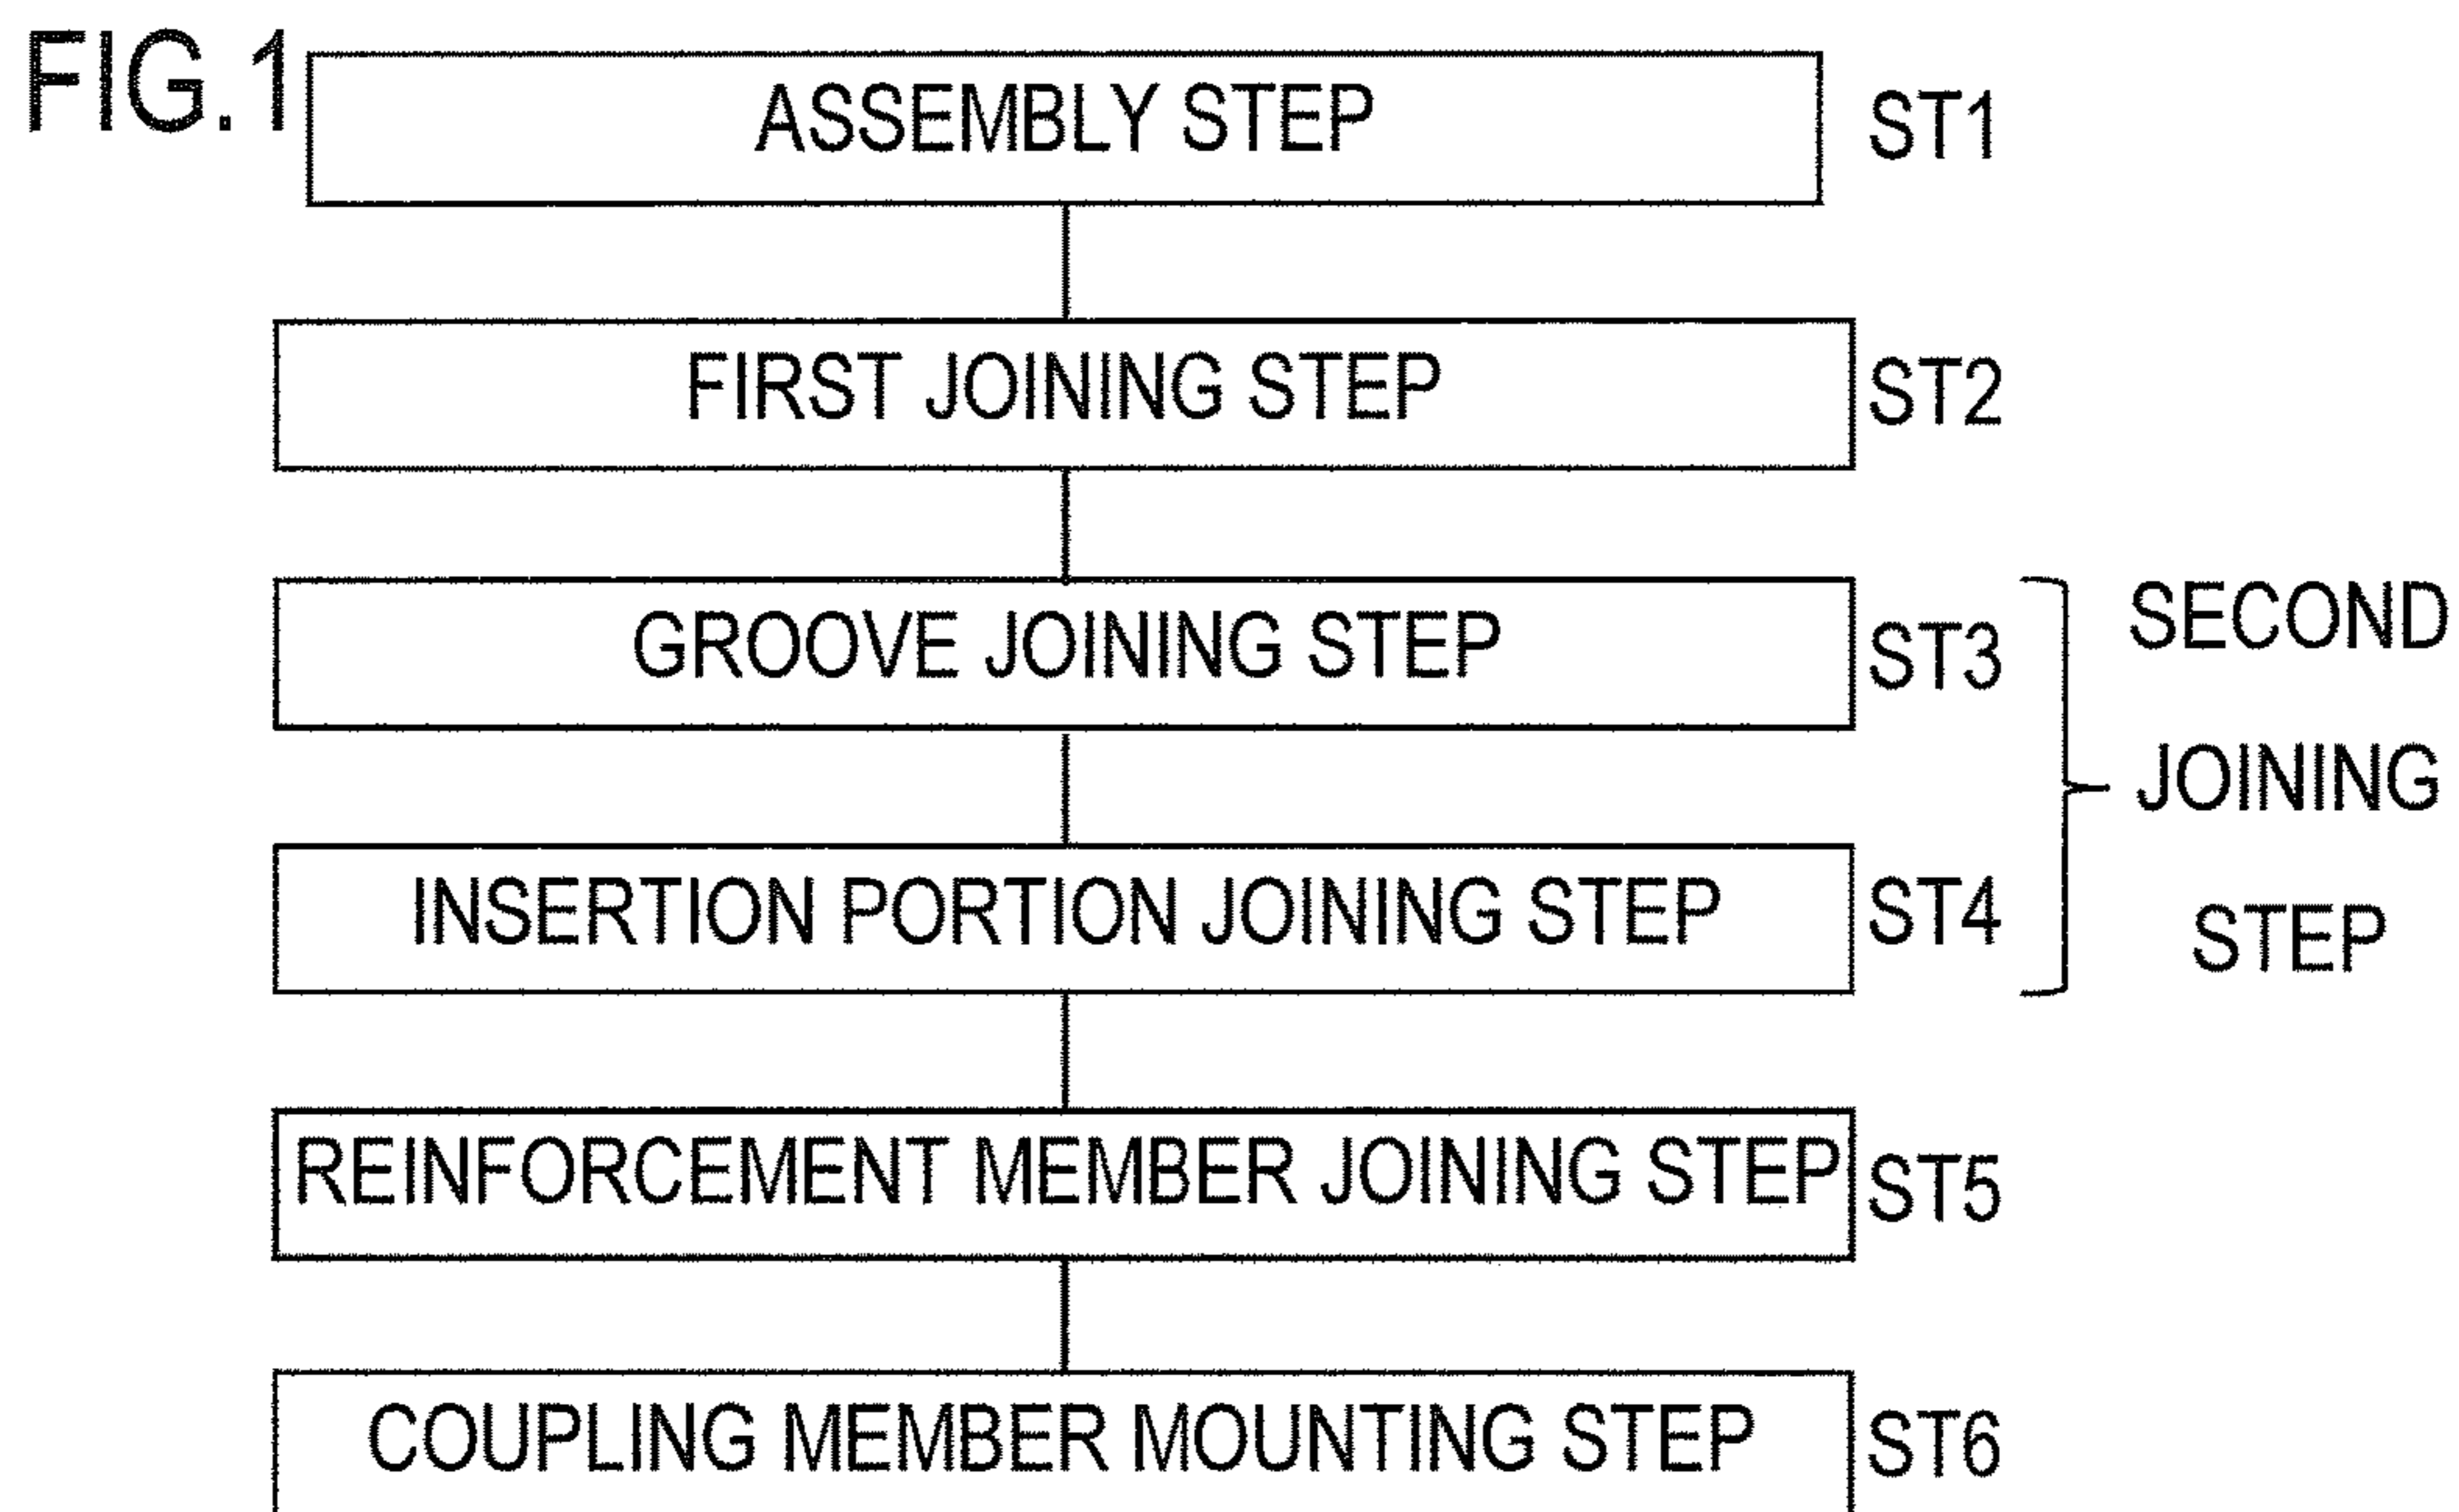 FIG.1
ASSEMBLY STEP ST1
FIRST JOINING STEP ST2
GROOVE JOINING STEP ST3
INSERTION PORTION JOINING STEP ST4
SECOND
JOINING
STEP
REINFORCEMENT MEMBER JOINING STEP ST5
COUPLING MEMBER MOUNTING STEP ST6